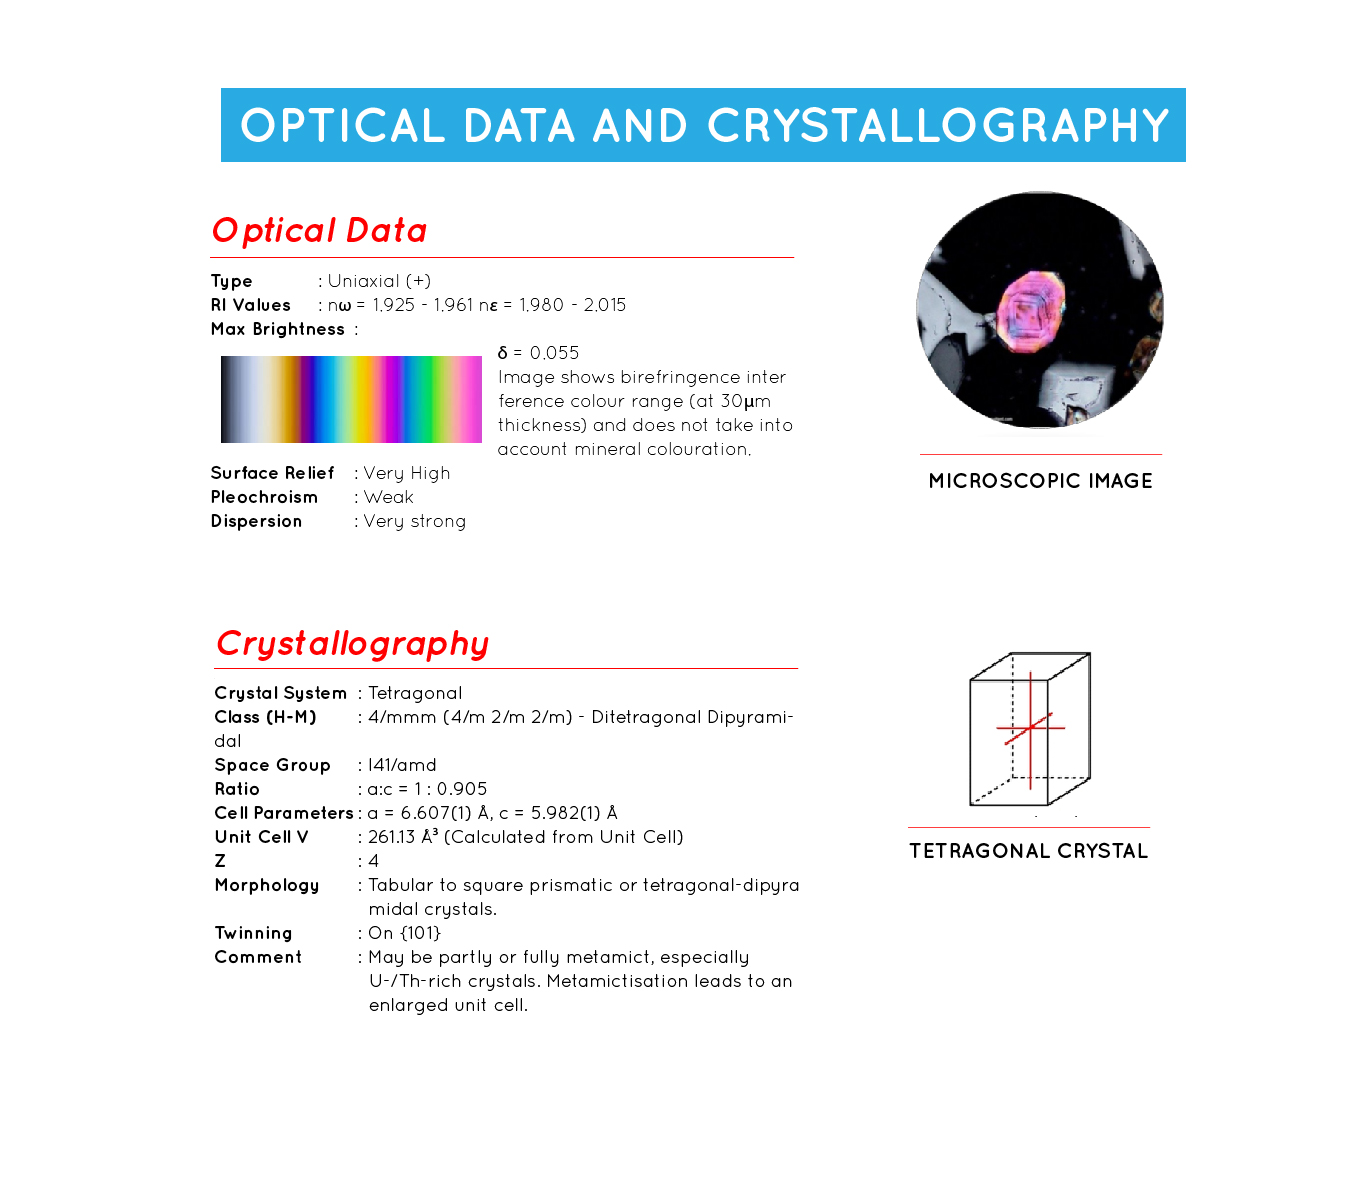 OPTICAL DATA AND CRYSTALLOGRAPHY
Optical Data
Type : Uniaxial (+)
RI Values : nω = 1.925 - 1.961 nε = 1.980 - 2.015
Max Brightness :
δ = 0.055
Image shows birefringence inter
ference colour range (at 30µm
thickness) and does not take into
account mineral colouration.
Surface Relief : Very High
Pleochroism : Weak
Dispersion : Very strong
MICROSCOPIC IMAGE
Crystallography
Crystal System : Tetragonal
Class (H-M) : 4/mmm (4/m 2/m 2/m) - Ditetragonal Dipyrami-
dal
Space Group : I41/amd
Ratio : a:c = 1 : 0.905
Cell Parameters : a = 6.607(1) Å, c = 5.982(1) Å
Unit Cell V : 261.13 Å³ (Calculated from Unit Cell)
Z : 4
Morphology : Tabular to square prismatic or tetragonal-dipyra
midal crystals.
Twinning : On {101}
Comment : May be partly or fully metamict, especially
U-/Th-rich crystals. Metamictisation leads to an
enlarged unit cell.
TETRAGONAL CRYSTAL